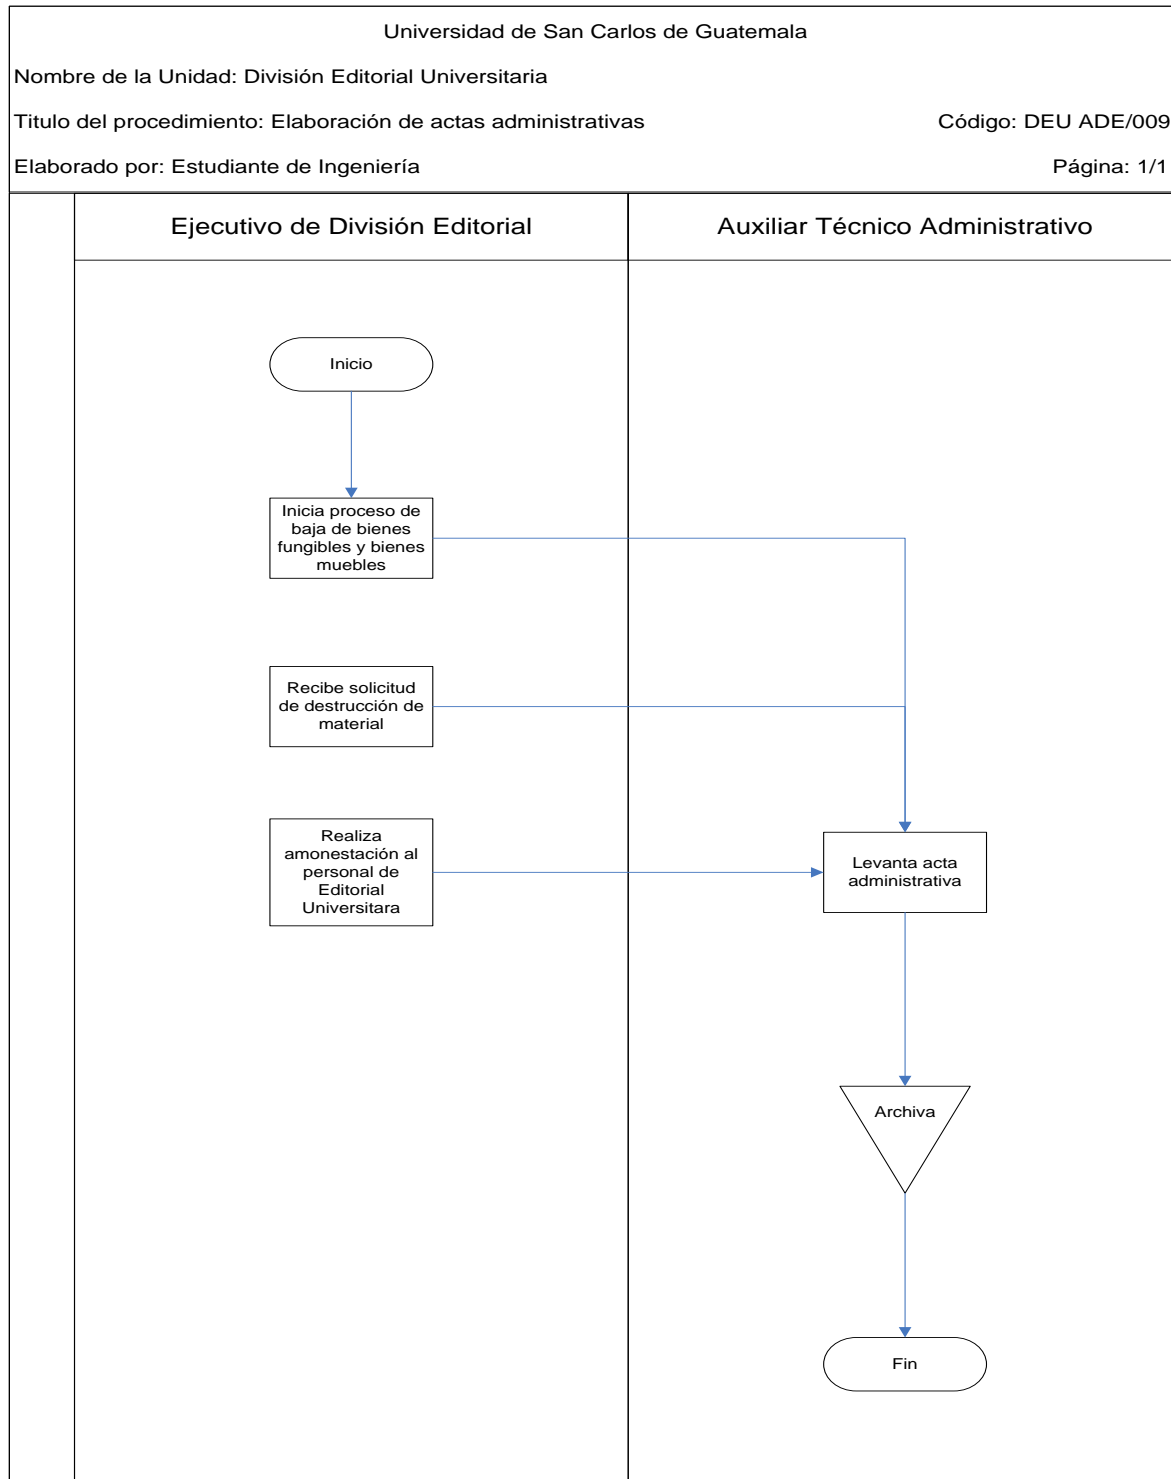 Universidad de San Carlos de Guatemala
Nombre de la Unidad: División Editorial Universitaria
Titulo del procedimiento: Elaboración de actas administrativas Código: DEU ADE/009
Elaborado por: Estudiante de Ingeniería Página: 1/1
Ejecutivo de División Editorial Auxiliar Técnico Administrativo
Inicio
Inicia proceso de
baja de bienes
fungibles y bienes
muebles
Recibe solicitud
de destrucción de
material
Realiza
amonestación al
personal de
Editorial
Universitara
Levanta acta
administrativa
Archiva
Fin